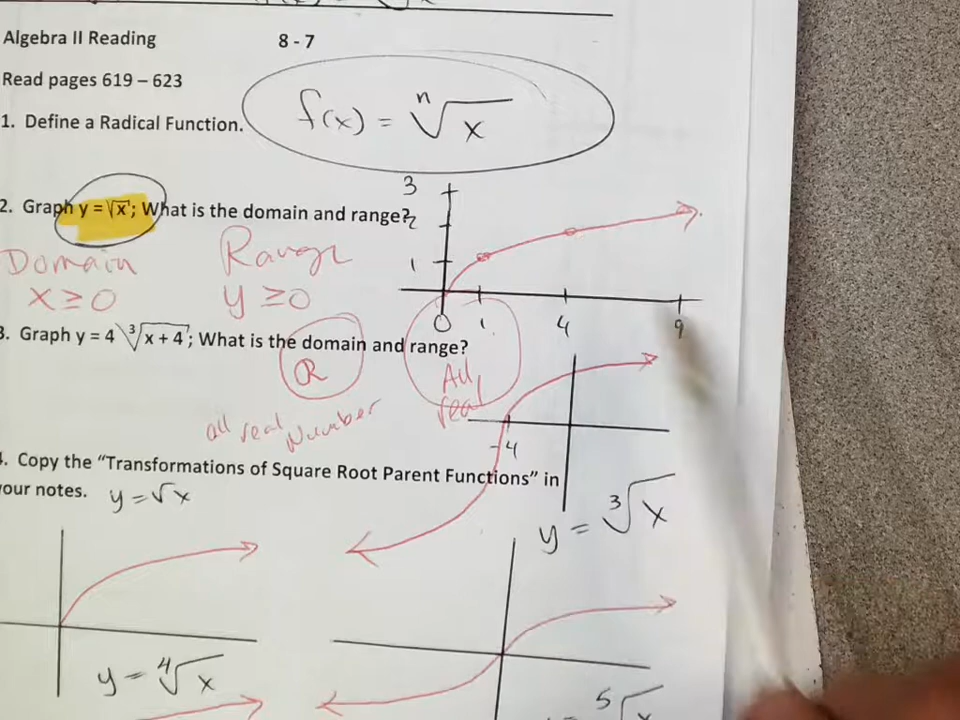 Algebra II Reading 8 - 7
Read pages 619 – 623
1. Define a Radical Function. f(x) = ⁿ√x
2. Graph y = √x; What is the domain and range?
3
2
1
0 1 4 9
Domain Range
x ≥ 0 y ≥ 0
3. Graph y = 4 ∛(x + 4); What is the domain and range?
R All real
all real Number
-4
4. Copy the “Transformations of Square Root Parent Functions” in
your notes. y = √x
y = ∛x
y = ∜x
5√x